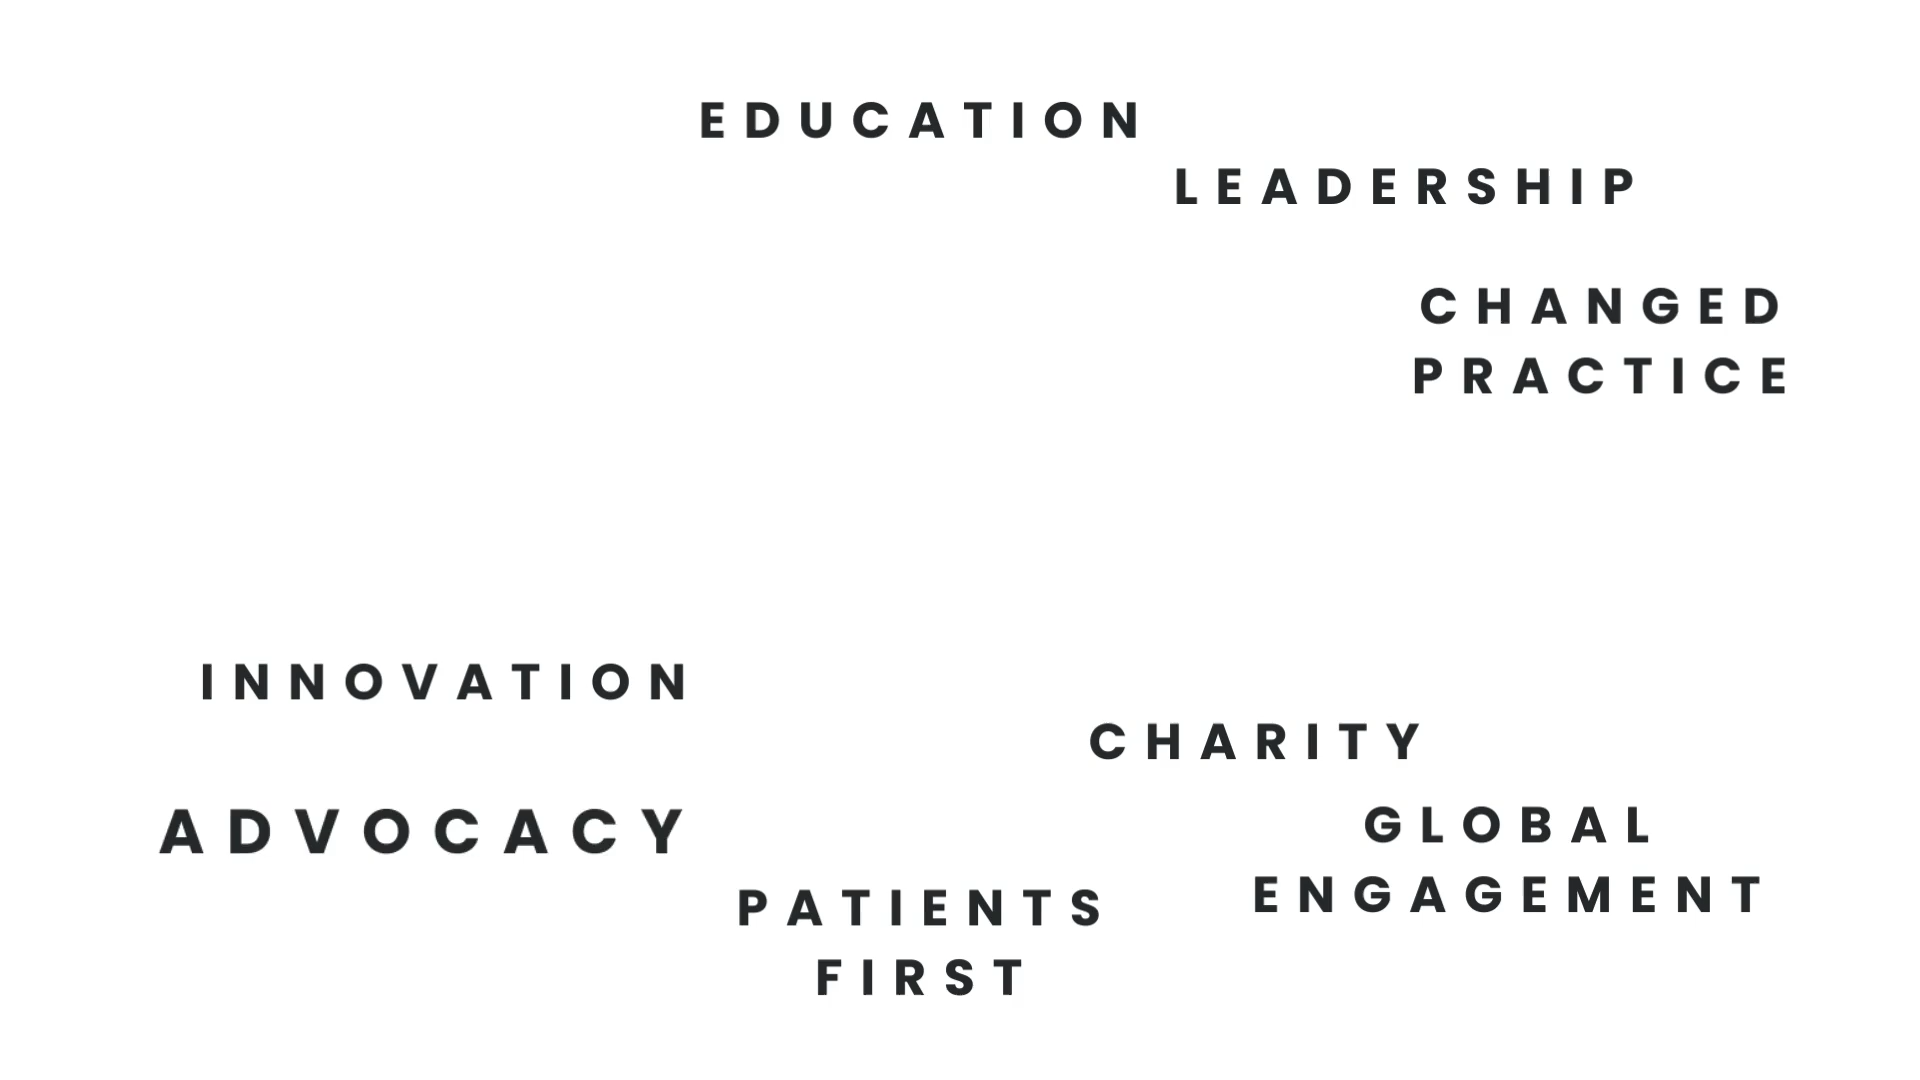 EDUCATION
LEADERSHIP
CHANGED
PRACTICE
INNOVATION
CHARITY
ADVOCACY
GLOBAL
ENGAGEMENT
PATIENTS
FIRST